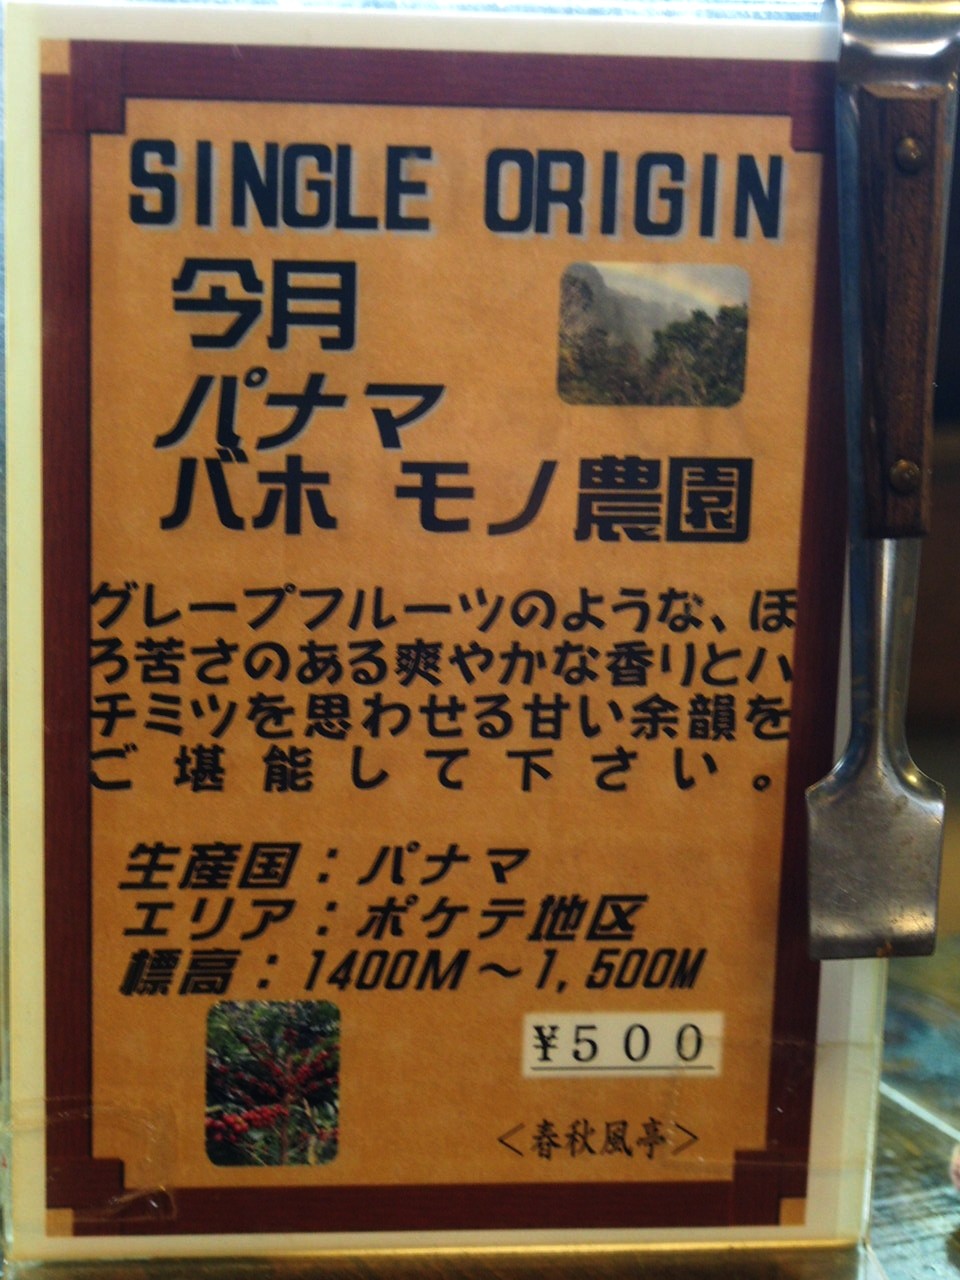 SINGLE ORIGIN
今月
パナマ
バホ モノ農園
グレープフルーツのような、ほ
ろ苦さのある爽やかな香りとハ
チミツを思わせる甘い余韻を
ご堪能して下さい。
生産国：パナマ
エリア：ポケテ地区
標高：1400M～1,500M
¥500
＜春秋風亭＞